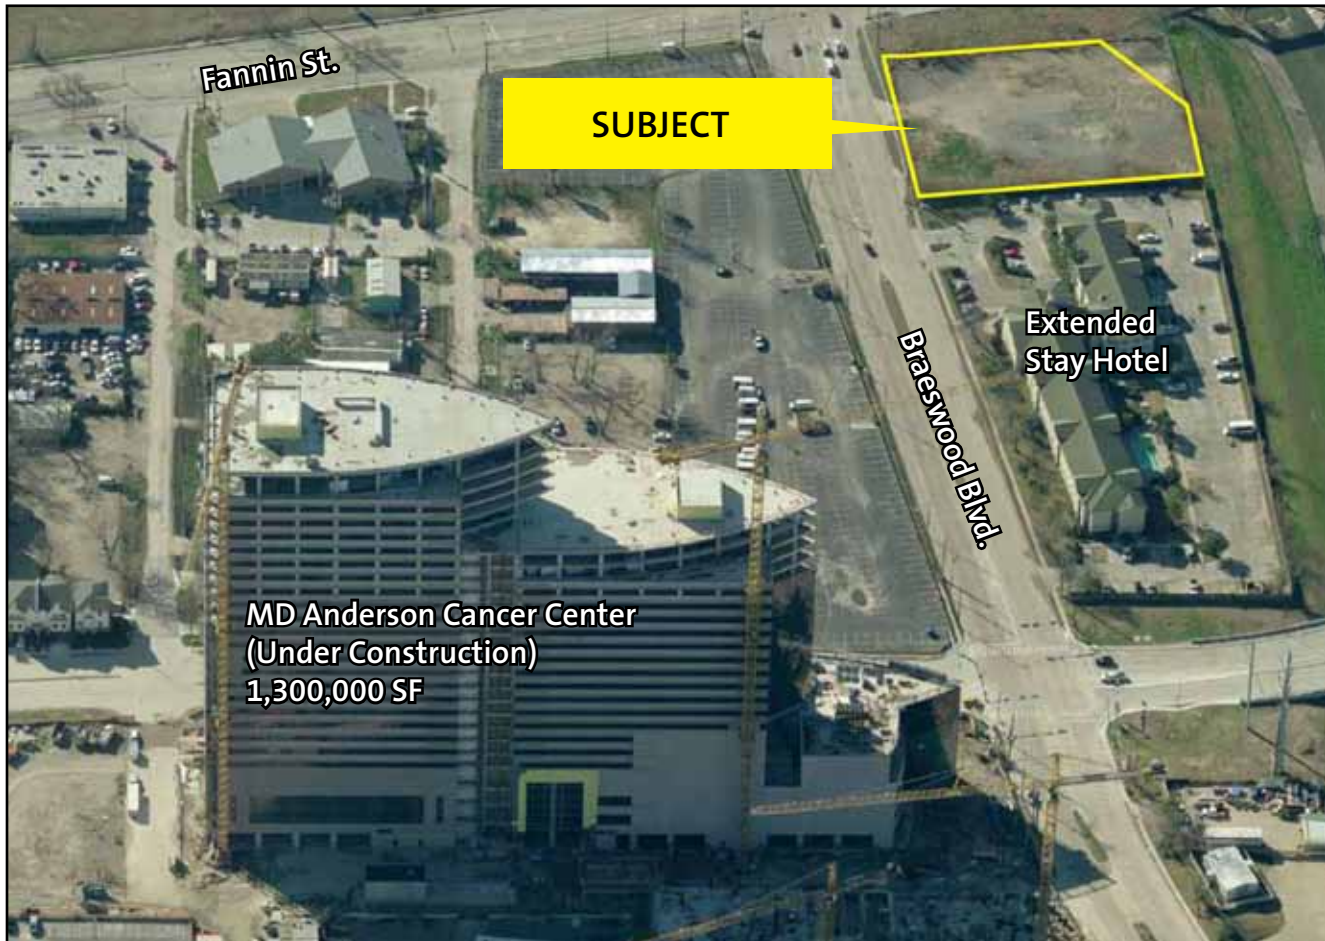 Fannin St.
SUBJECT
Extended
Stay Hotel
Braeswood Blvd.
MD Anderson Cancer Center
(Under Construction)
1,300,000 SF